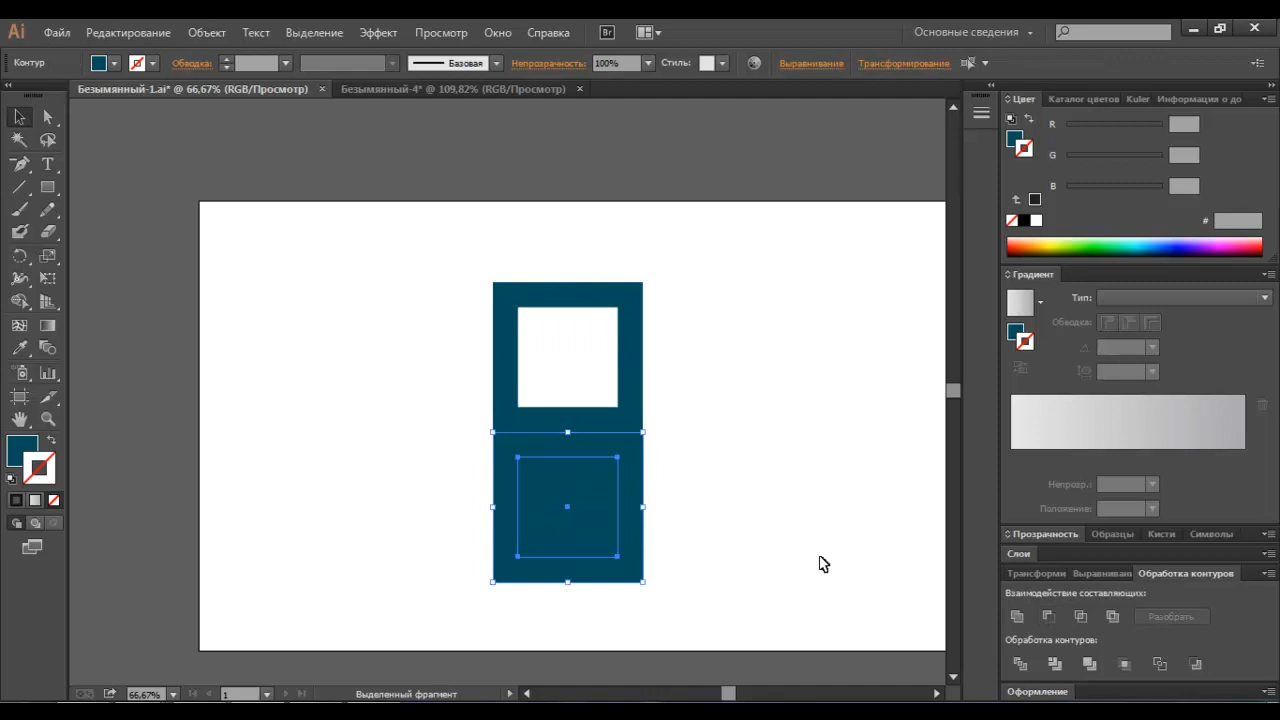 Ai Файл Редактирование Объект Текст Выделение Эффект Просмотр Окно Справка Br Основные сведения
Контур Обводка: Базовая Непрозрачность: 100% Стиль: Выравнивание Трансформирование
Безымянный-1.ai* @ 66,67% (RGB/Просмотр) × Безымянный-4* @ 109,82% (RGB/Просмотр) ×
Цвет Каталог цветов Kuler Информация о до
R
G
B
#
Градиент
Тип:
Обводка:
Непрозр.:
Положение:
Прозрачность Образцы Кисти Символы
Слои
Трансформи Выравнивани Обработка контуров
Взаимодействие составляющих:
Разобрать
Обработка контуров:
Оформление
66,67% 1 Выделенный фрагмент